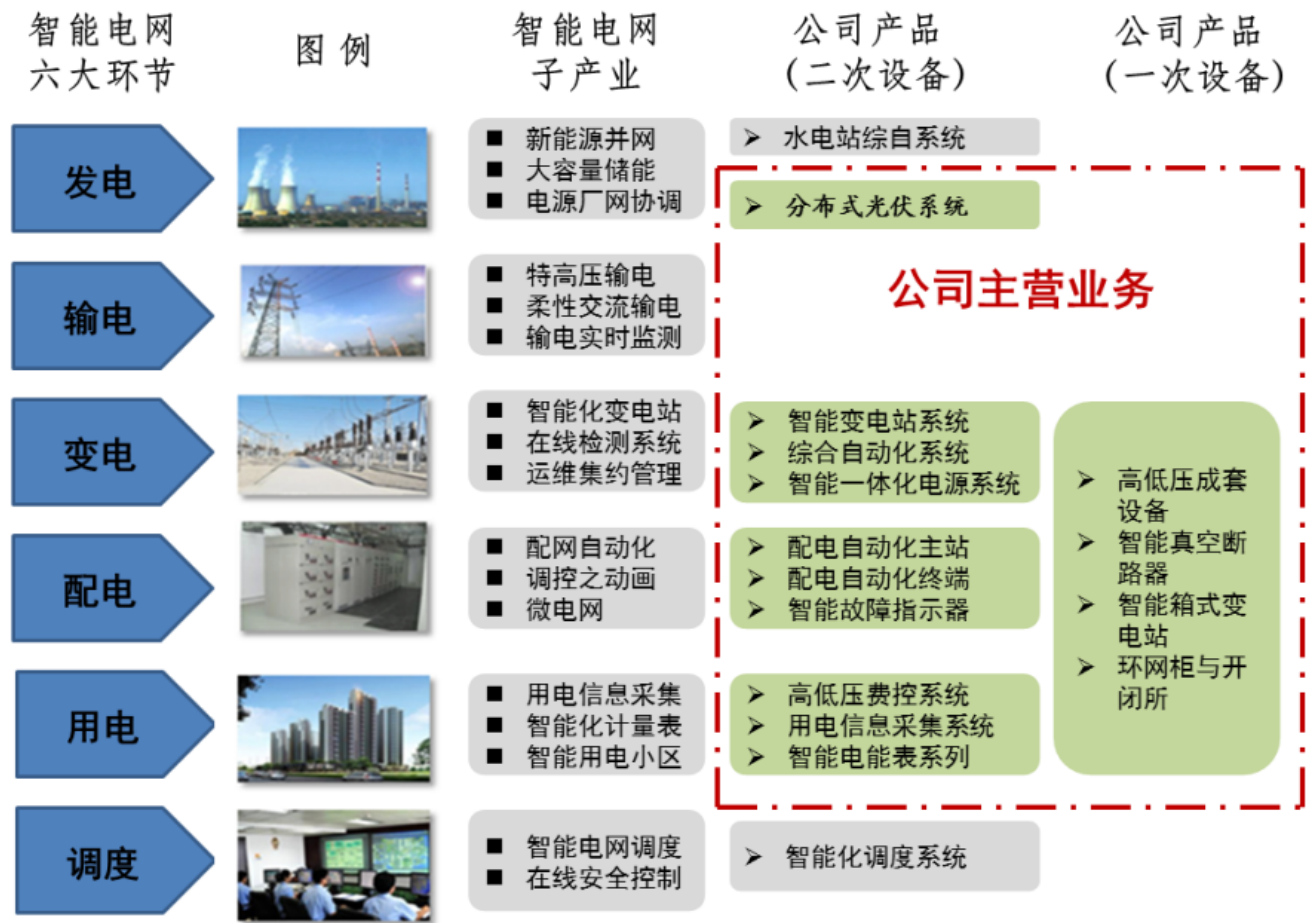 智能电网
六大环节
图 例
智能电网
子产业
公司产品
(二次设备)
公司产品
(一次设备)
发电
■ 新能源并网
■ 大容量储能
■ 电源厂网协调
➢ 水电站综自系统
➢ 分布式光伏系统
公司主营业务
输电
■ 特高压输电
■ 柔性交流输电
■ 输电实时监测
变电
■ 智能化变电站
■ 在线检测系统
■ 运维集约管理
➢ 智能变电站系统
➢ 综合自动化系统
➢ 智能一体化电源系统
➢ 高低压成套
设备
➢ 智能真空断
路器
➢ 智能箱式变
电站
➢ 环网柜与开
闭所
配电
■ 配网自动化
■ 调控之动画
■ 微电网
➢ 配电自动化主站
➢ 配电自动化终端
➢ 智能故障指示器
用电
■ 用电信息采集
■ 智能化计量表
■ 智能用电小区
➢ 高低压费控系统
➢ 用电信息采集系统
➢ 智能电能表系列
调度
■ 智能电网调度
■ 在线安全控制
➢ 智能化调度系统